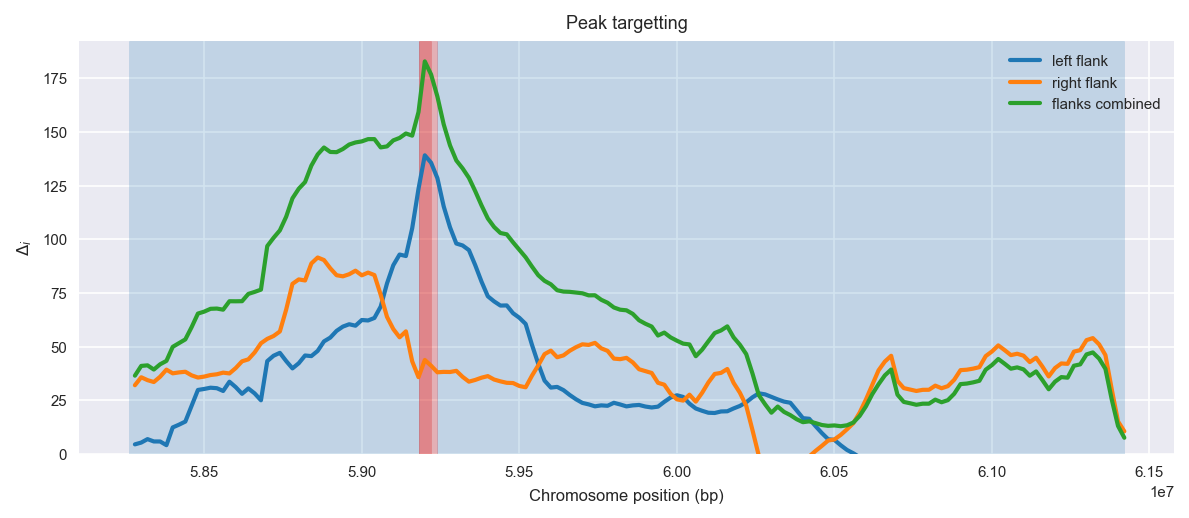 Peak targetting
left flank
right flank
flanks combined
Δi
175
150
125
100
75
50
25
0
5.85
5.90
5.95
6.00
6.05
6.10
6.15
1e7
Chromosome position (bp)